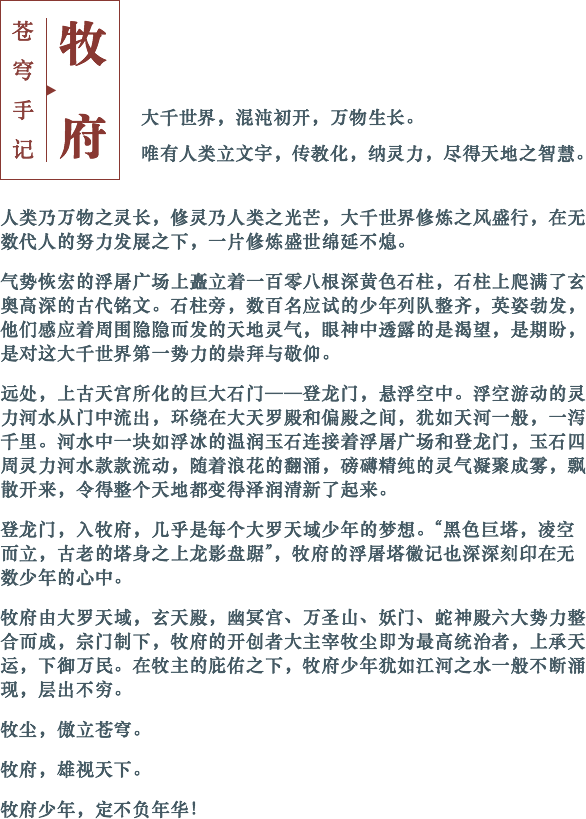 苍穹手记
牧府
大千世界，混沌初开，万物生长。
唯有人类立文字，传教化，纳灵力，尽得天地之智慧。
人类乃万物之灵长，修灵乃人类之光芒，大千世界修炼之风盛行，在无
数代人的努力发展之下，一片修炼盛世绵延不熄。
气势恢宏的浮屠广场上矗立着一百零八根深黄色石柱，石柱上爬满了玄
奥高深的古代铭文。石柱旁，数百名应试的少年列队整齐，英姿勃发，
他们感应着周围隐隐而发的天地灵气，眼神中透露的是渴望，是期盼，
是对这大千世界第一势力的崇拜与敬仰。
远处，上古天宫所化的巨大石门——登龙门，悬浮空中。浮空游动的灵
力河水从门中流出，环绕在大天罗殿和偏殿之间，犹如天河一般，一泻
千里。河水中一块如浮冰的温润玉石连接着浮屠广场和登龙门，玉石四
周灵力河水款款流动，随着浪花的翻涌，磅礴精纯的灵气凝聚成雾，飘
散开来，令得整个天地都变得泽润清新了起来。
登龙门，入牧府，几乎是每个大罗天域少年的梦想。“黑色巨塔，凌空
而立，古老的塔身之上龙影盘踞”，牧府的浮屠塔徽记也深深刻印在无
数少年的心中。
牧府由大罗天域，玄天殿，幽冥宫、万圣山、妖门、蛇神殿六大势力整
合而成，宗门制下，牧府的开创者大主宰牧尘即为最高统治者，上承天
运，下御万民。在牧主的庇佑之下，牧府少年犹如江河之水一般不断涌
现，层出不穷。
牧尘，傲立苍穹。
牧府，雄视天下。
牧府少年，定不负年华！